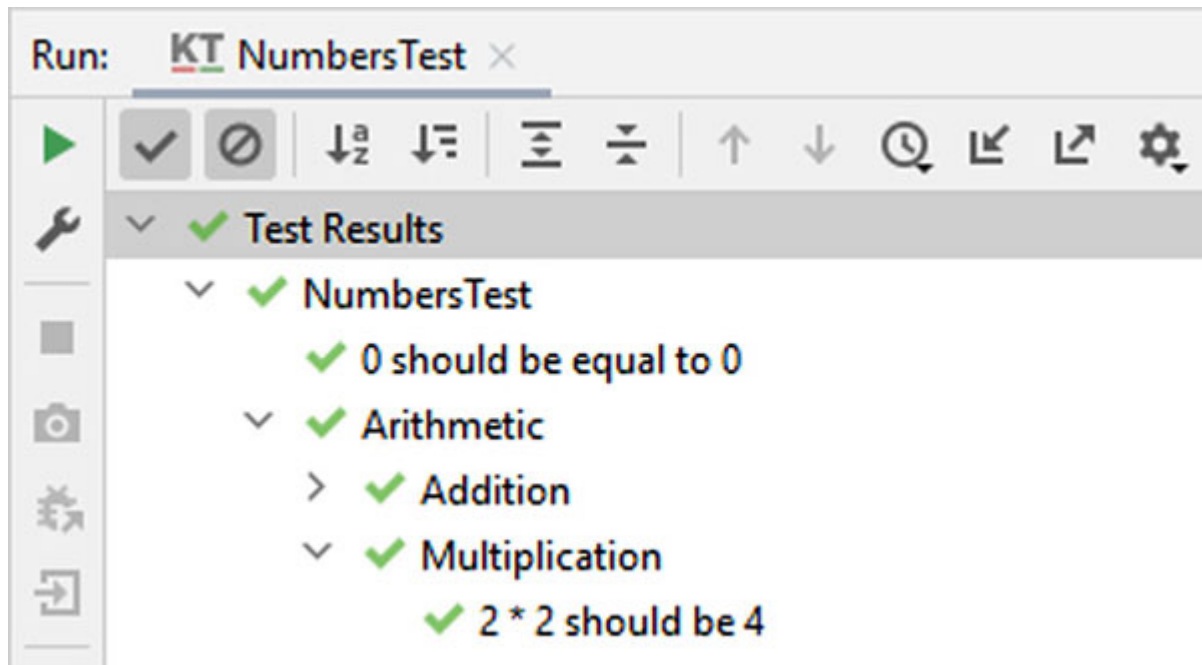 Run: KT NumbersTest
Test Results
NumbersTest
0 should be equal to 0
Arithmetic
Addition
Multiplication
2 * 2 should be 4